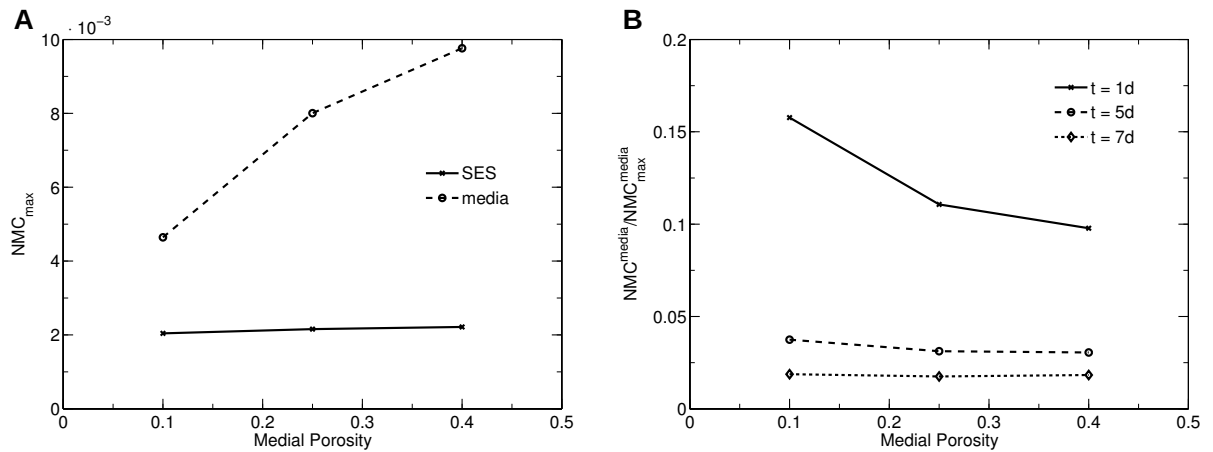 A
· 10⁻³
10
8
6
4
2
0
NMCmax
SES
media
0 0.1 0.2 0.3 0.4 0.5
Medial Porosity
B
0.2
0.15
0.1
0.05
0
NMC^media/NMC^media_max
t = 1d
t = 5d
t = 7d
0 0.1 0.2 0.3 0.4 0.5
Medial Porosity